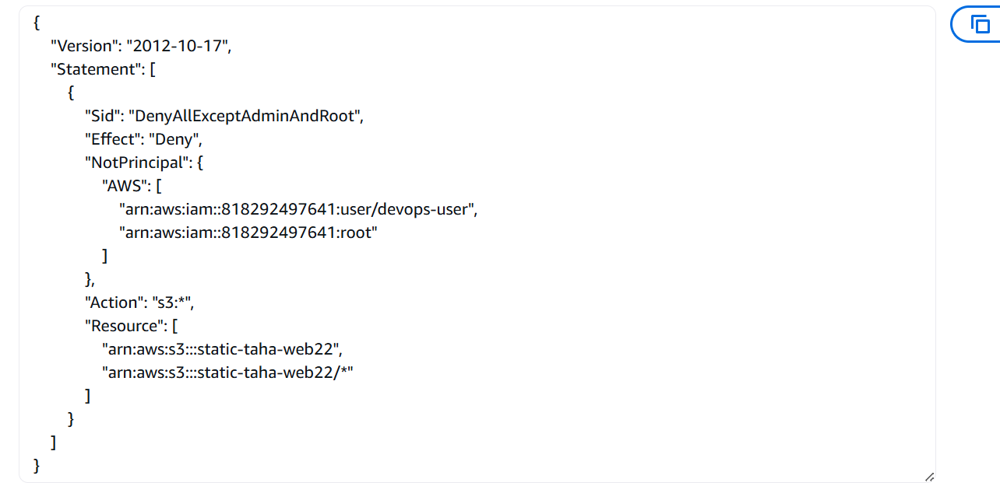 {
"Version": "2012-10-17",
"Statement": [
{
"Sid": "DenyAllExceptAdminAndRoot",
"Effect": "Deny",
"NotPrincipal": {
"AWS": [
"arn:aws:iam::818292497641:user/devops-user",
"arn:aws:iam::818292497641:root"
]
},
"Action": "s3:*",
"Resource": [
"arn:aws:s3:::static-taha-web22",
"arn:aws:s3:::static-taha-web22/*"
]
}
]
}